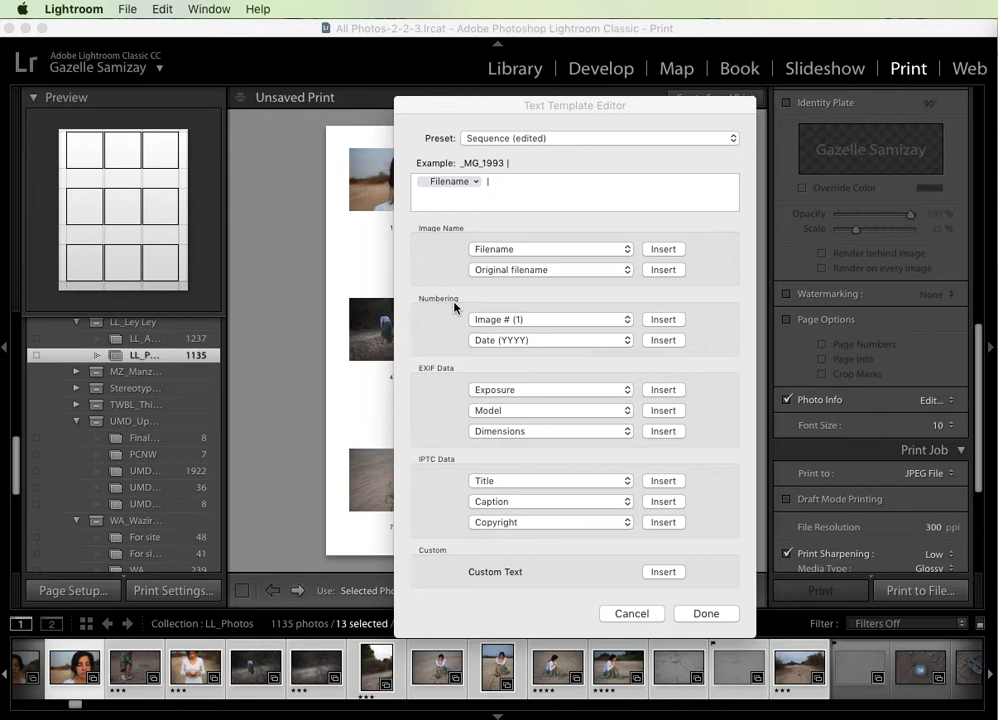 Lightroom File Edit Window Help
All Photos-2-2-3.lrcat - Adobe Photoshop Lightroom Classic - Print
Lr
Adobe Lightroom Classic CC
Gazelle Samizay
Library | Develop | Map | Book | Slideshow | Print | Web
Preview
LL_Ley Ley
LL_A... 1237
LL_P... 1135
MZ_Manz...
Stereotyp...
TWBL_Thi...
UMD_Up...
Final... 8
PCNW 7
UMD... 1922
UMD... 36
UMD... 8
WA_Wazir...
For site 48
For si... 41
WA 239
Page Setup... Print Settings...
Unsaved Print
Use: Selected Pho
Text Template Editor
Preset: Sequence (edited)
Example: _MG_1993 |
Filename |
Image Name
Filename Insert
Original filename Insert
Numbering
Image # (1) Insert
Date (YYYY) Insert
EXIF Data
Exposure Insert
Model Insert
Dimensions Insert
IPTC Data
Title Insert
Caption Insert
Copyright Insert
Custom
Custom Text Insert
Cancel Done
Identity Plate 90°
Gazelle Samizay
Override Color
Opacity 100 %
Scale 25 %
Render behind image
Render on every image
Watermarking: None
Page Options
Page Numbers
Page Info
Crop Marks
Photo Info Edit...
Font Size: 10
Print Job
Print to: JPEG File
Draft Mode Printing
File Resolution 300 ppi
Print Sharpening: Low
Media Type: Glossy
Print Print to File...
1 2 Collection : LL_Photos 1135 photos / 13 selected / Filter : Filters Off